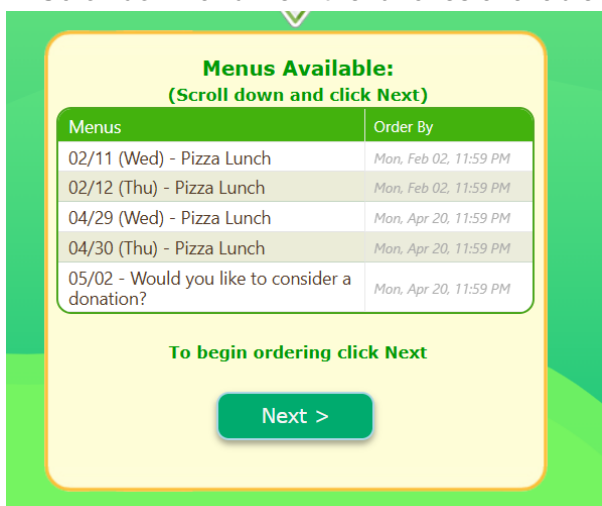 Menus Available:
(Scroll down and click Next)
Menus Order By
02/11 (Wed) - Pizza Lunch Mon, Feb 02, 11:59 PM
02/12 (Thu) - Pizza Lunch Mon, Feb 02, 11:59 PM
04/29 (Wed) - Pizza Lunch Mon, Apr 20, 11:59 PM
04/30 (Thu) - Pizza Lunch Mon, Apr 20, 11:59 PM
05/02 - Would you like to consider a
donation? Mon, Apr 20, 11:59 PM
To begin ordering click Next
Next >